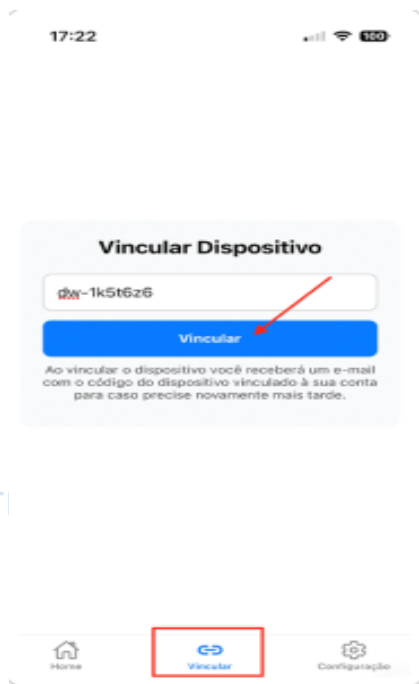 17:22
100
Vincular Dispositivo
dw-1k5t6z6
Vincular
Ao vincular o dispositivo você receberá um e-mail
com o código do dispositivo vinculado à sua conta
para caso precise novamente mais tarde.
Home
Vincular
Configuração